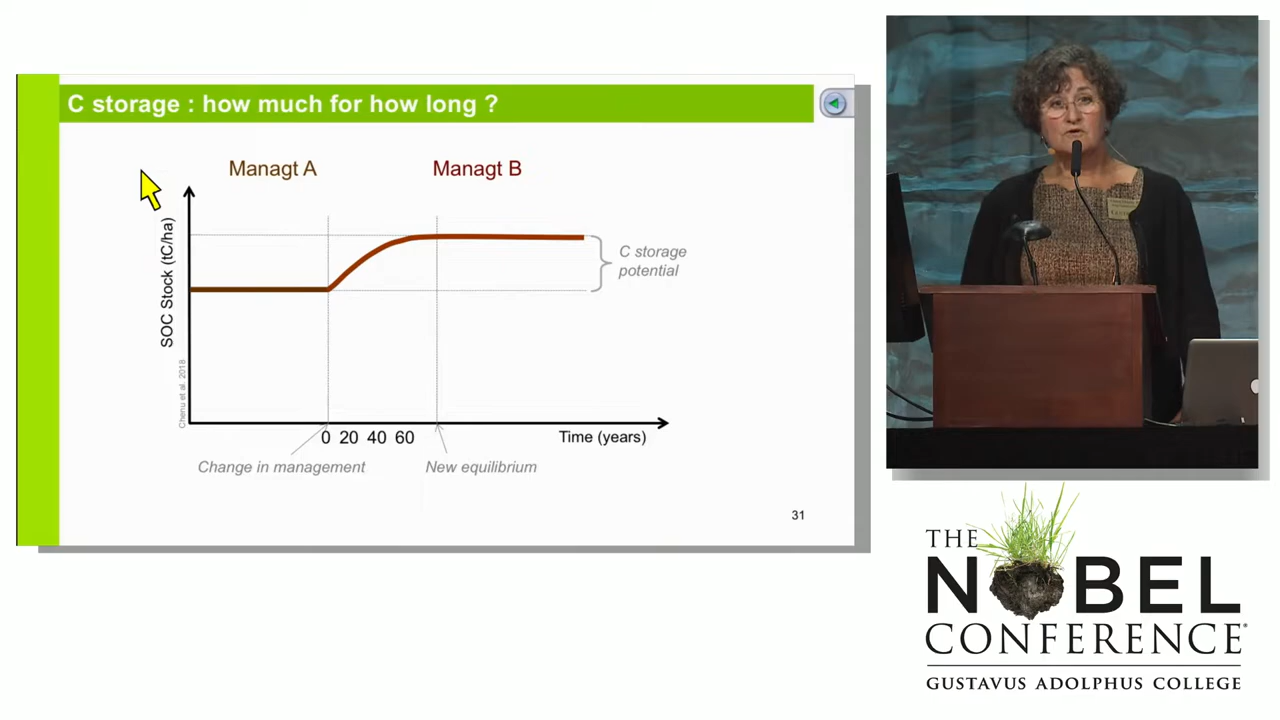 C storage : how much for how long ?
Managt A
Managt B
SOC Stock (tC/ha)
C storage
potential
Chenu et al. 2018
0 20 40 60
Time (years)
Change in management
New equilibrium
31
THE
NOBEL
CONFERENCE®
GUSTAVUS ADOLPHUS COLLEGE